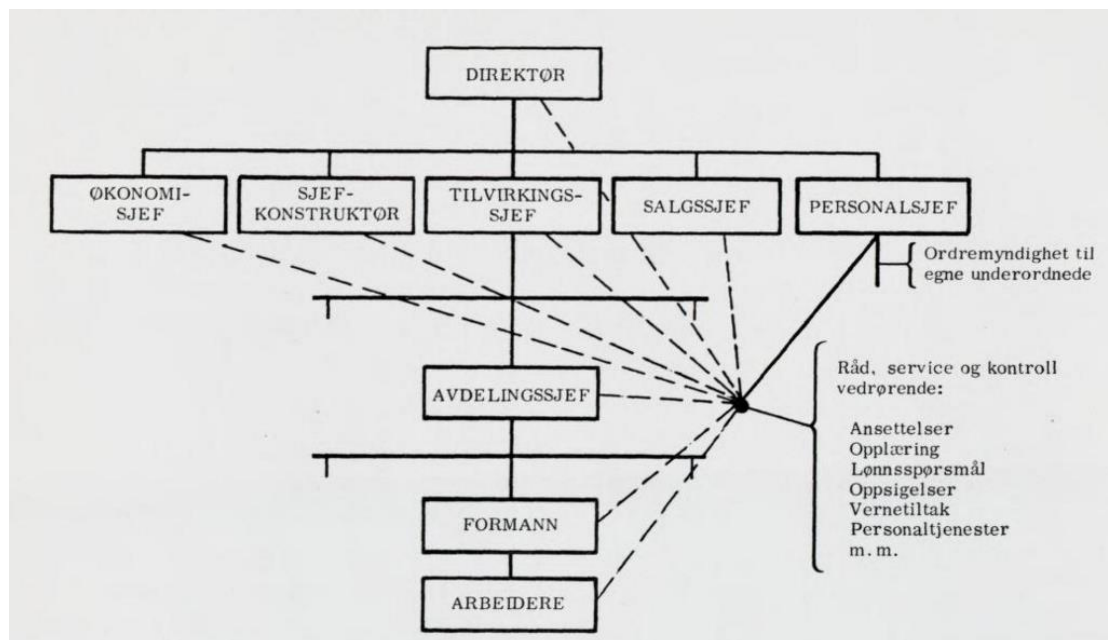 DIREKTØR
ØKONOMI-
SJEF
SJEF-
KONSTRUKTØR
TILVIRKINGS-
SJEF
SALGSSJEF
PERSONALSJEF
Ordremyndighet til
egne underordnede
AVDELINGSSJEF
Råd, service og kontroll
vedrørende:
Ansettelser
Opplæring
Lønnsspørsmål
Oppsigelser
Vernetiltak
Personaltjenester
m.m.
FORMANN
ARBEIDERE